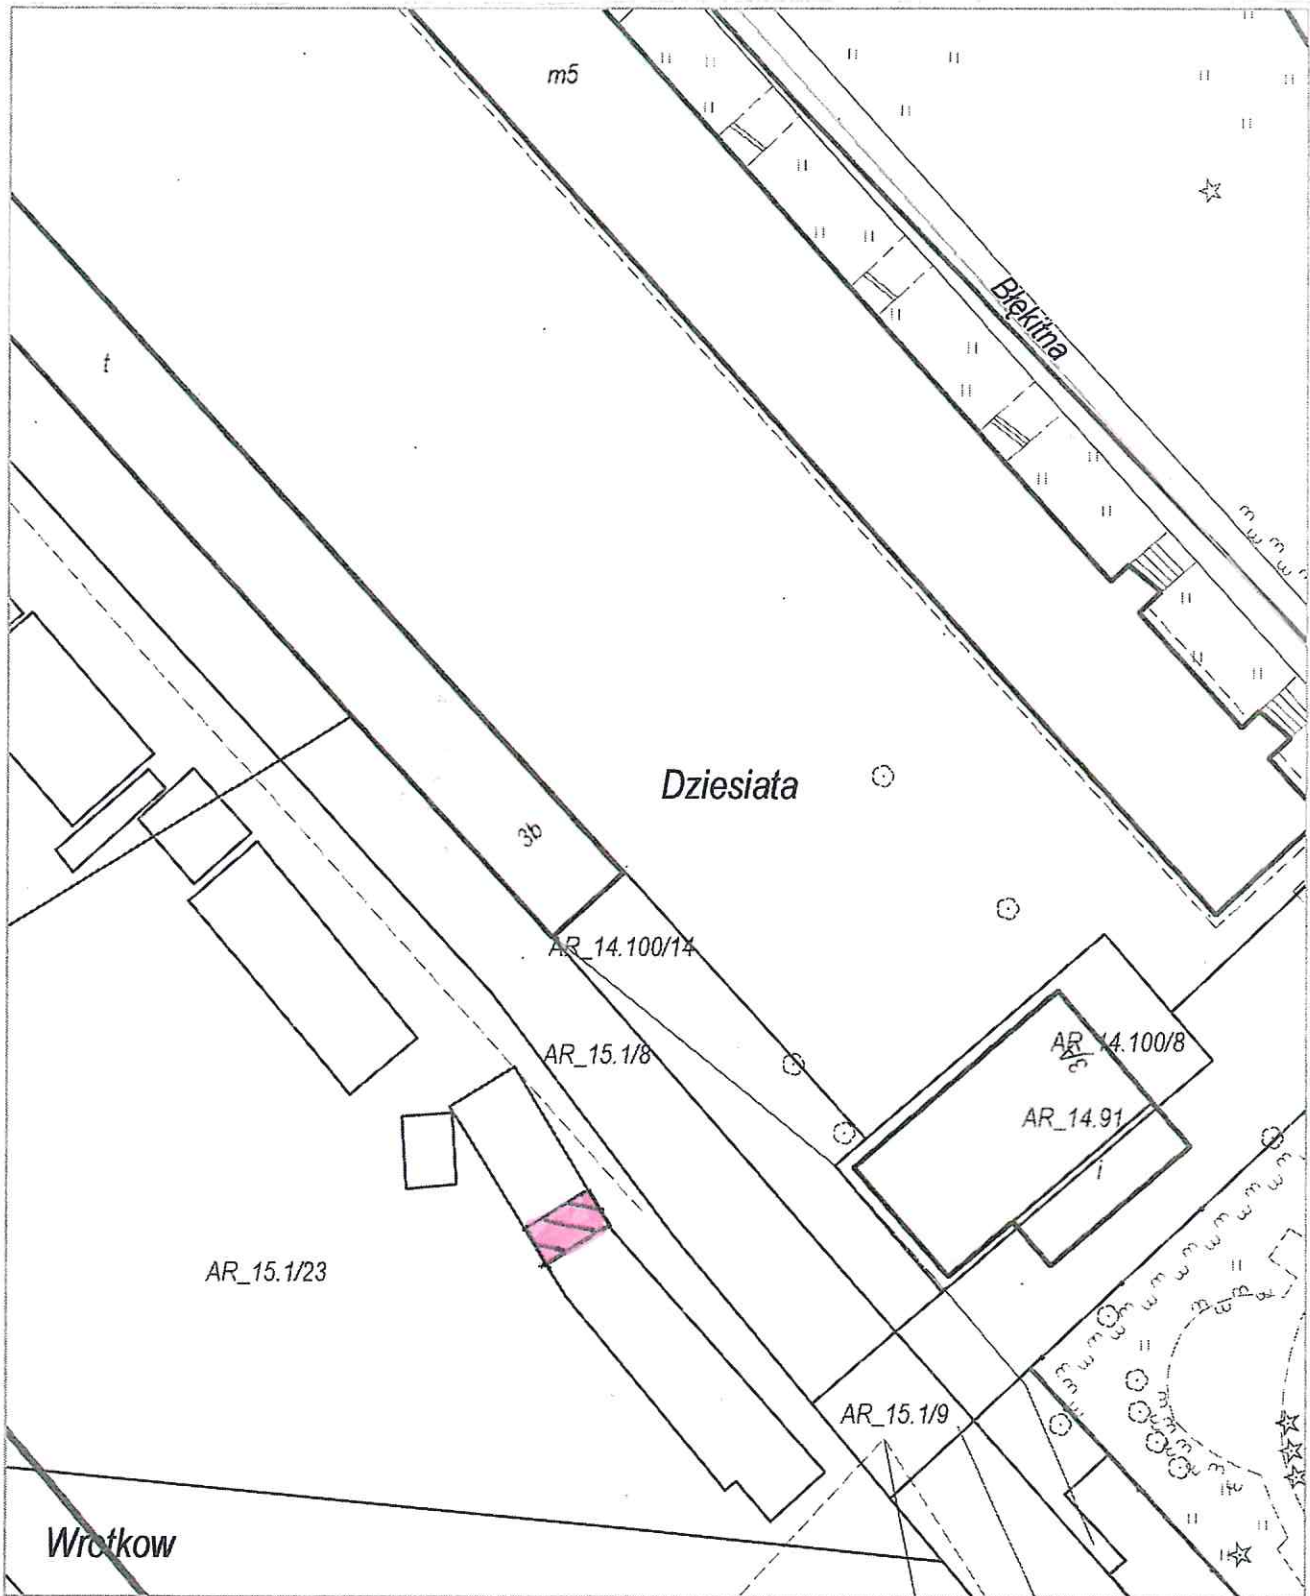 m5
Błękitna
t
Dziesiata
3b
AR_14.100/14
AR_14.100/8
AR_15.1/8
AR_14.91
i
AR_15.1/23
AR_15.1/9
Wrotkow